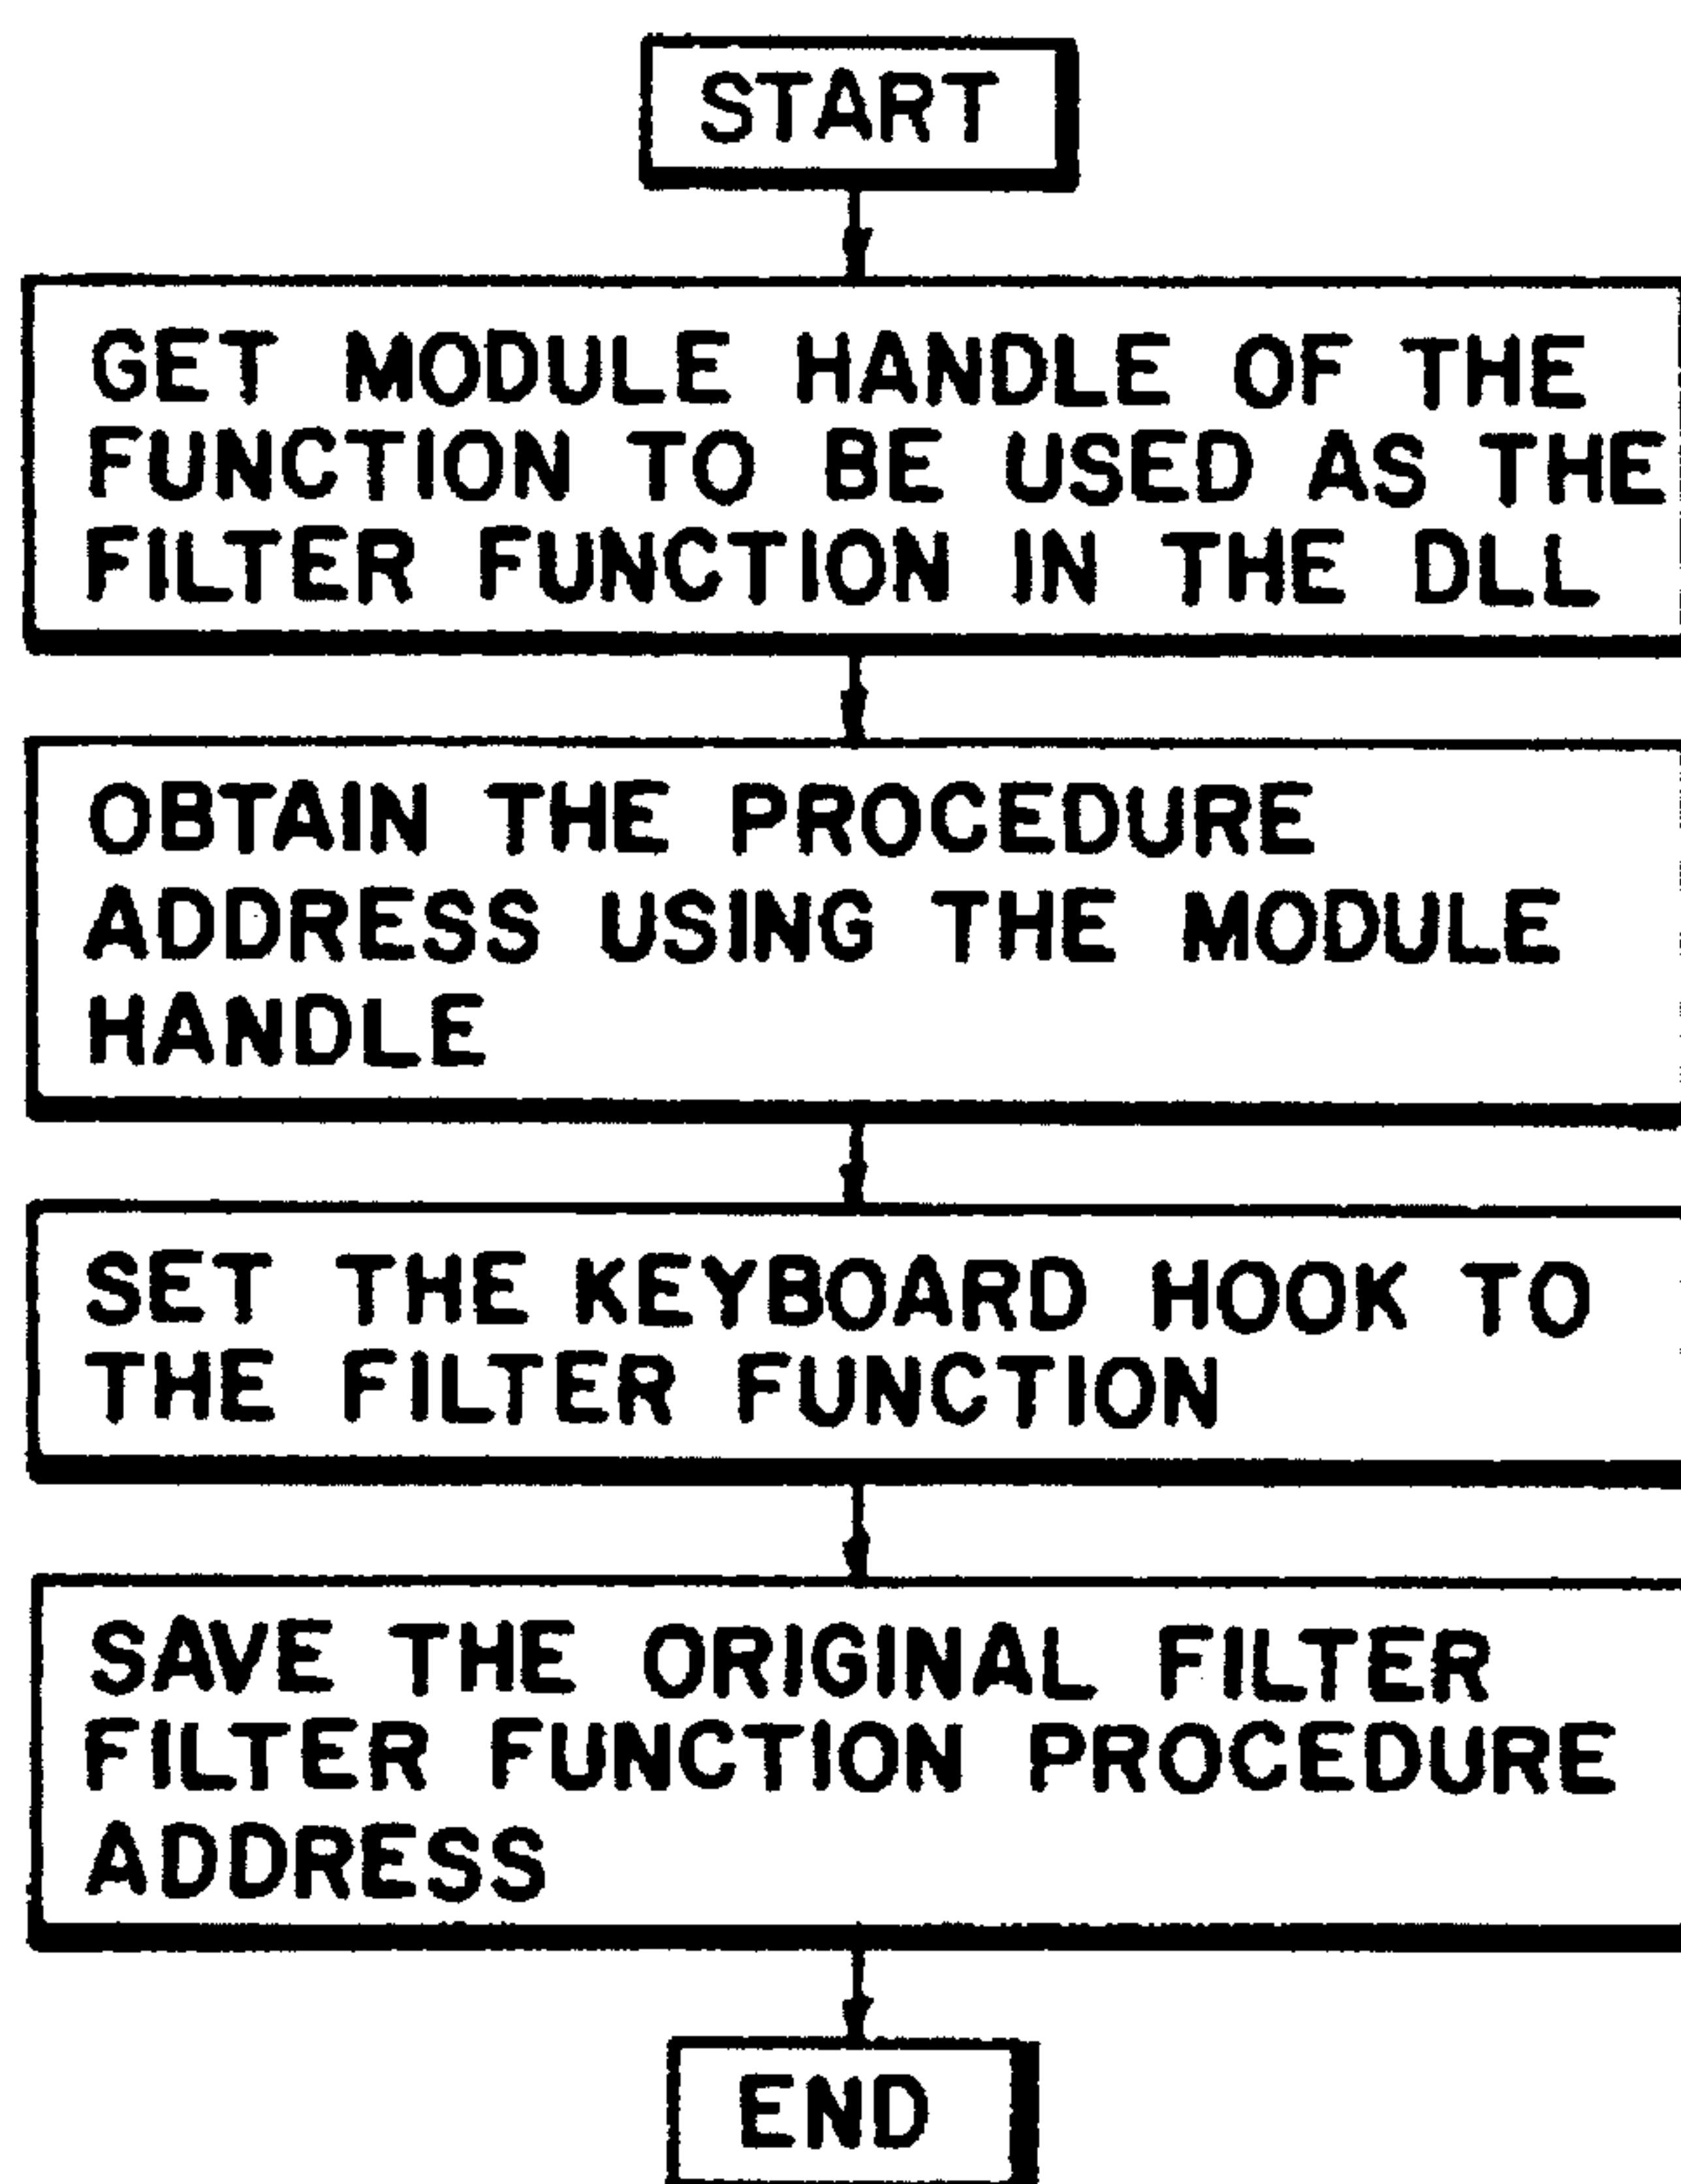 START
GET MODULE HANDLE OF THE
FUNCTION TO BE USED AS THE
FILTER FUNCTION IN THE DLL
OBTAIN THE PROCEDURE
ADDRESS USING THE MODULE
HANDLE
SET THE KEYBOARD HOOK TO
THE FILTER FUNCTION
SAVE THE ORIGINAL FILTER
FILTER FUNCTION PROCEDURE
ADDRESS
END